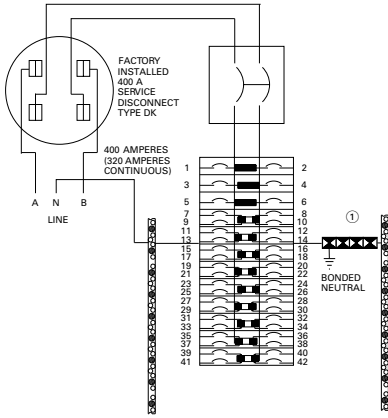 FACTORY
INSTALLED
400 A
SERVICE
DISCONNECT
TYPE DK
400 AMPERES
(320 AMPERES
CONTINUOUS)
A N B
LINE
1 2
3 4
5 6
7 8
9 10
11 12
13 14
15 16
17 18
19 20
21 22
23 24
25 26
27 28
29 30
31 32
33 34
35 36
37 38
39 40
41 42
①
BONDED
NEUTRAL